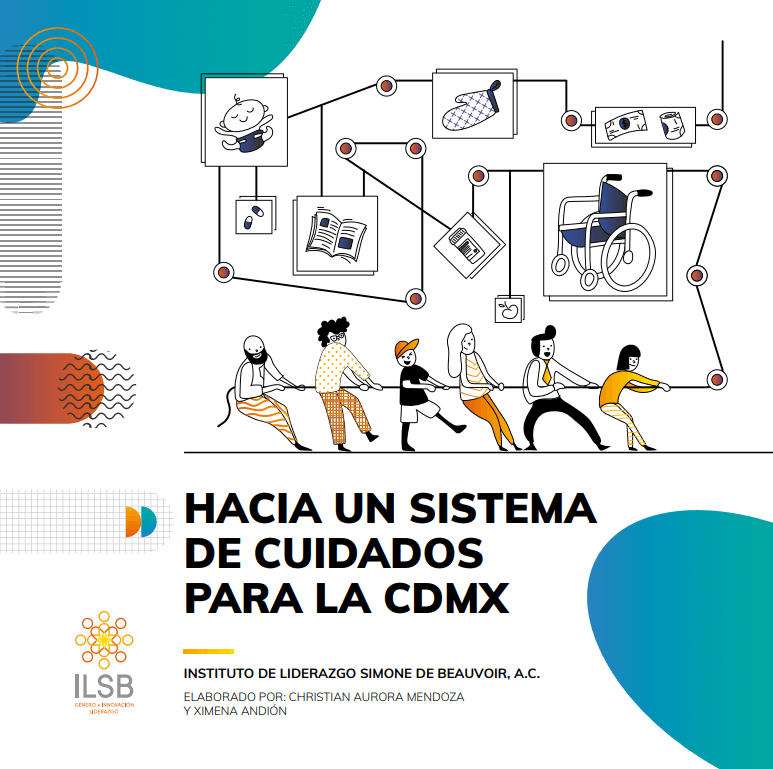 HACIA UN SISTEMA
DE CUIDADOS
PARA LA CDMX
INSTITUTO DE LIDERAZGO SIMONE DE BEAUVOIR, A.C.
ELABORADO POR: CHRISTIAN AURORA MENDOZA
Y XIMENA ANDIÓN
ILSB
GÉNERO + INNOVACIÓN
LIDERAZGO